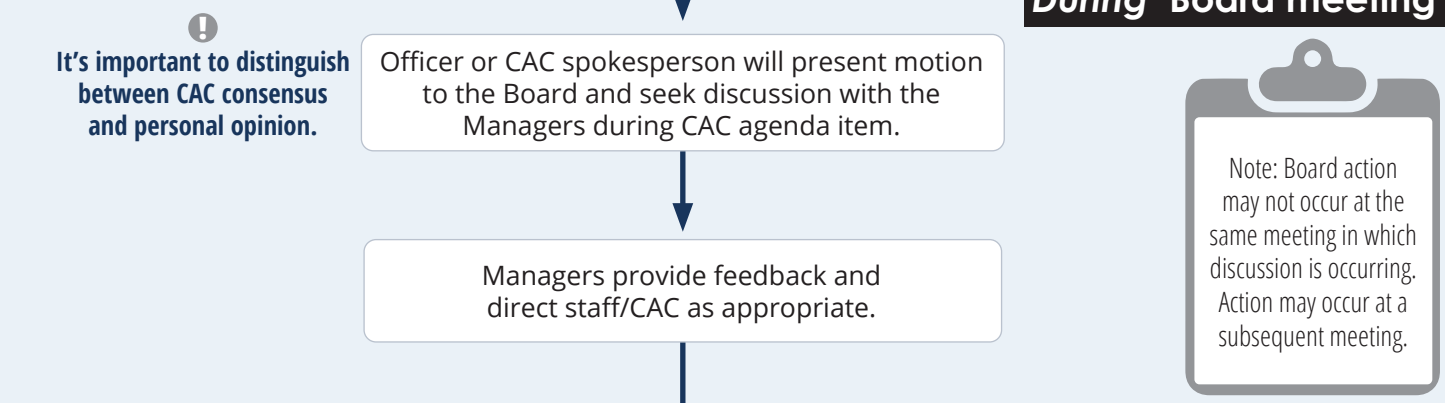 During Board meeting
It's important to distinguish
between CAC consensus
and personal opinion.
Officer or CAC spokesperson will present motion
to the Board and seek discussion with the
Managers during CAC agenda item.
Note: Board action
may not occur at the
same meeting in which
discussion is occurring.
Action may occur at a
subsequent meeting.
Managers provide feedback and
direct staff/CAC as appropriate.